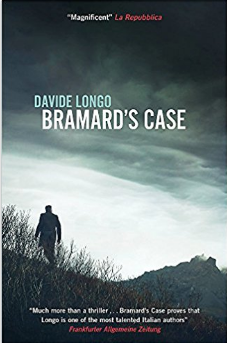 "Magnificent" La Repubblica
DAVIDE LONGO
BRAMARD'S CASE
"Much more than a thriller . . . Bramard's Case proves that
Longo is one of the most talented Italian authors"
Frankfurter Allgemeine Zeitung